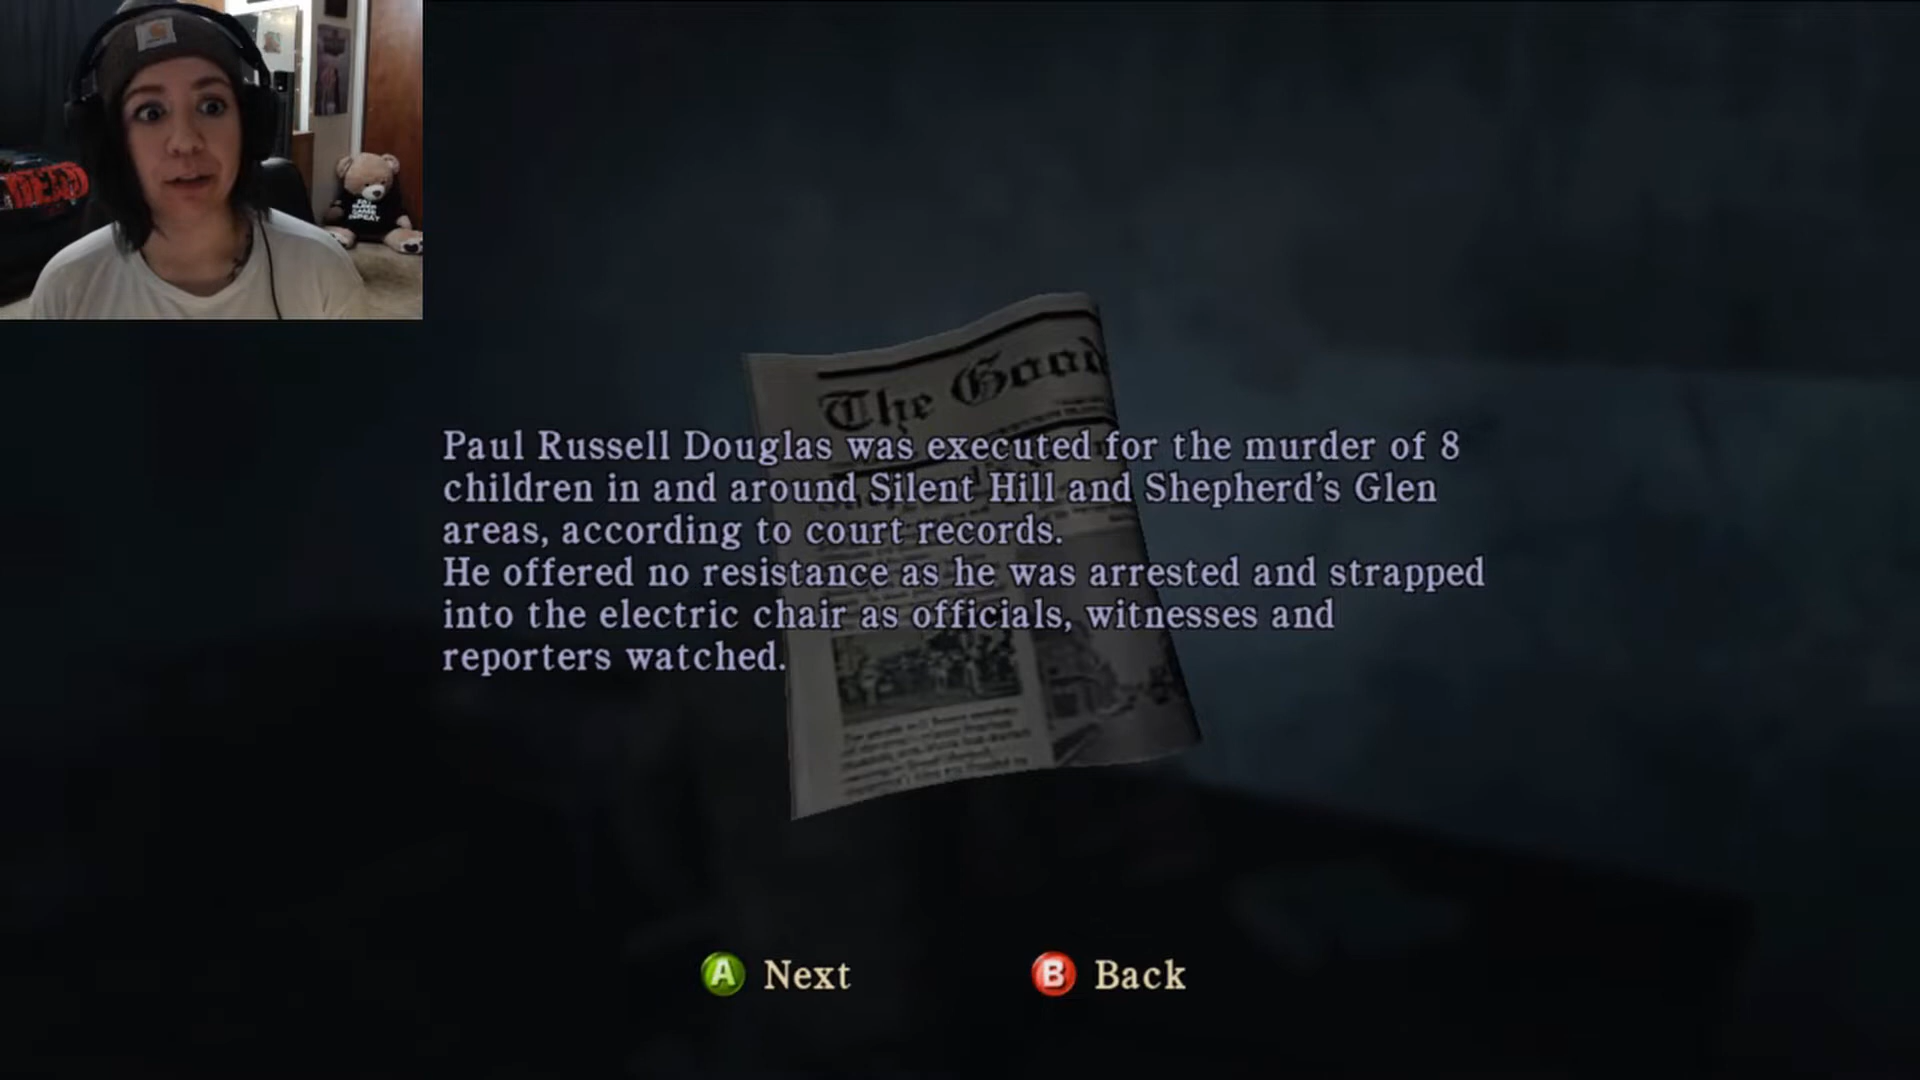 The Good
Paul Russell Douglas was executed for the murder of 8
children in and around Silent Hill and Shepherd's Glen
areas, according to court records.
He offered no resistance as he was arrested and strapped
into the electric chair as officials, witnesses and
reporters watched.
A Next
B Back